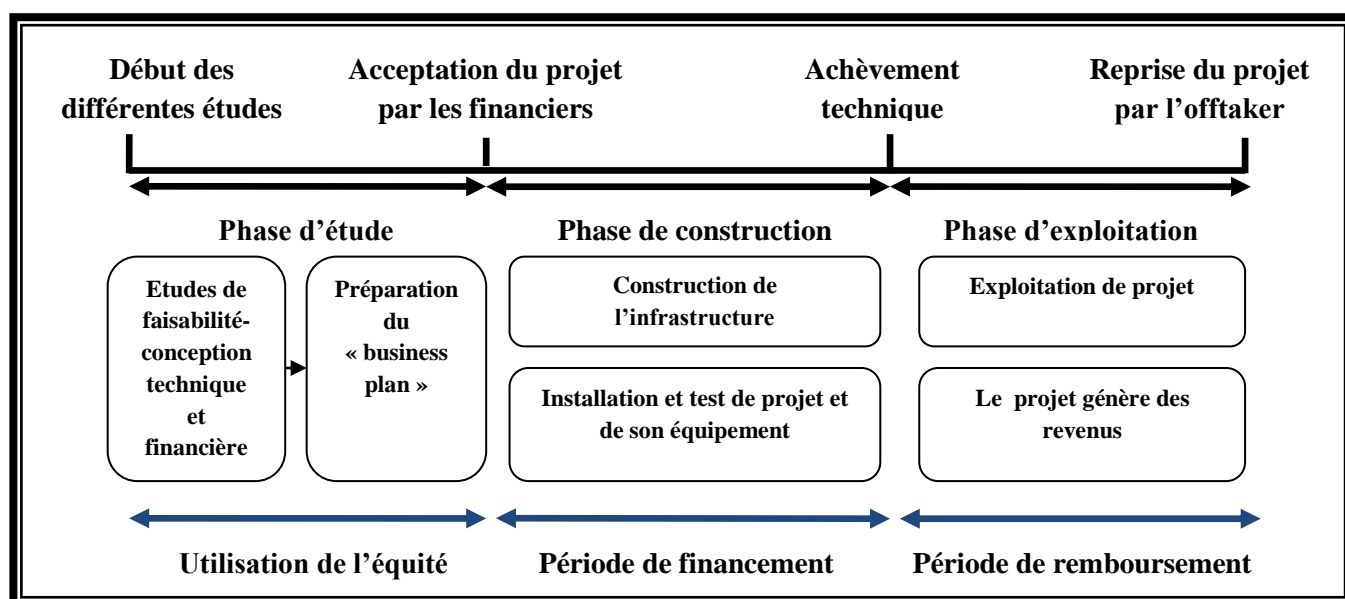 Début des
différentes études
Acceptation du projet
par les financiers
Achèvement
technique
Reprise du projet
par l’offtaker
Phase d’étude
Phase de construction
Phase d’exploitation
Etudes de
faisabilité-
conception
technique
et
financière
Préparation
du
« business
plan »
Construction de
l’infrastructure
Installation et test de projet et
de son équipement
Exploitation de projet
Le projet génère des
revenus
Utilisation de l’équité
Période de financement
Période de remboursement